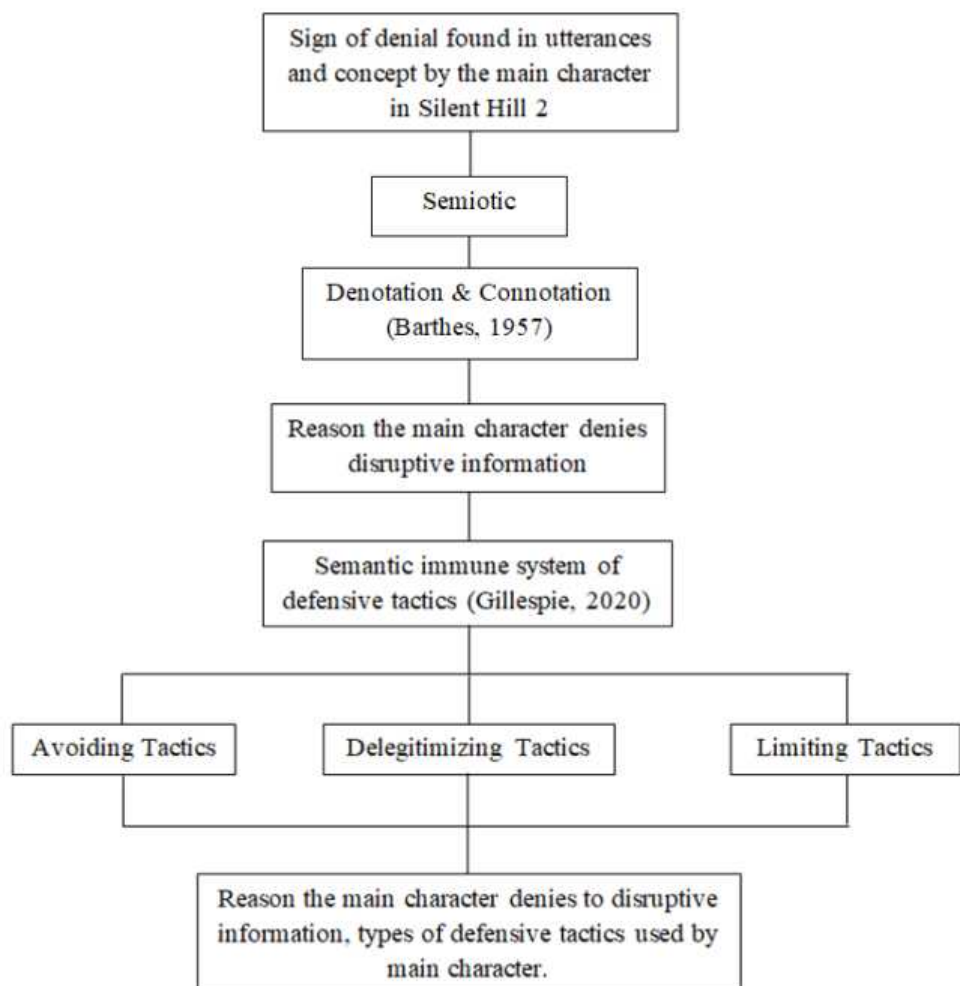 Sign of denial found in utterances
and concept by the main character
in Silent Hill 2
Semiotic
Denotation & Connotation
(Barthes, 1957)
Reason the main character denies
disruptive information
Semantic immune system of
defensive tactics (Gillespie, 2020)
Avoiding Tactics
Delegitimizing Tactics
Limiting Tactics
Reason the main character denies to disruptive
information, types of defensive tactics used by
main character.